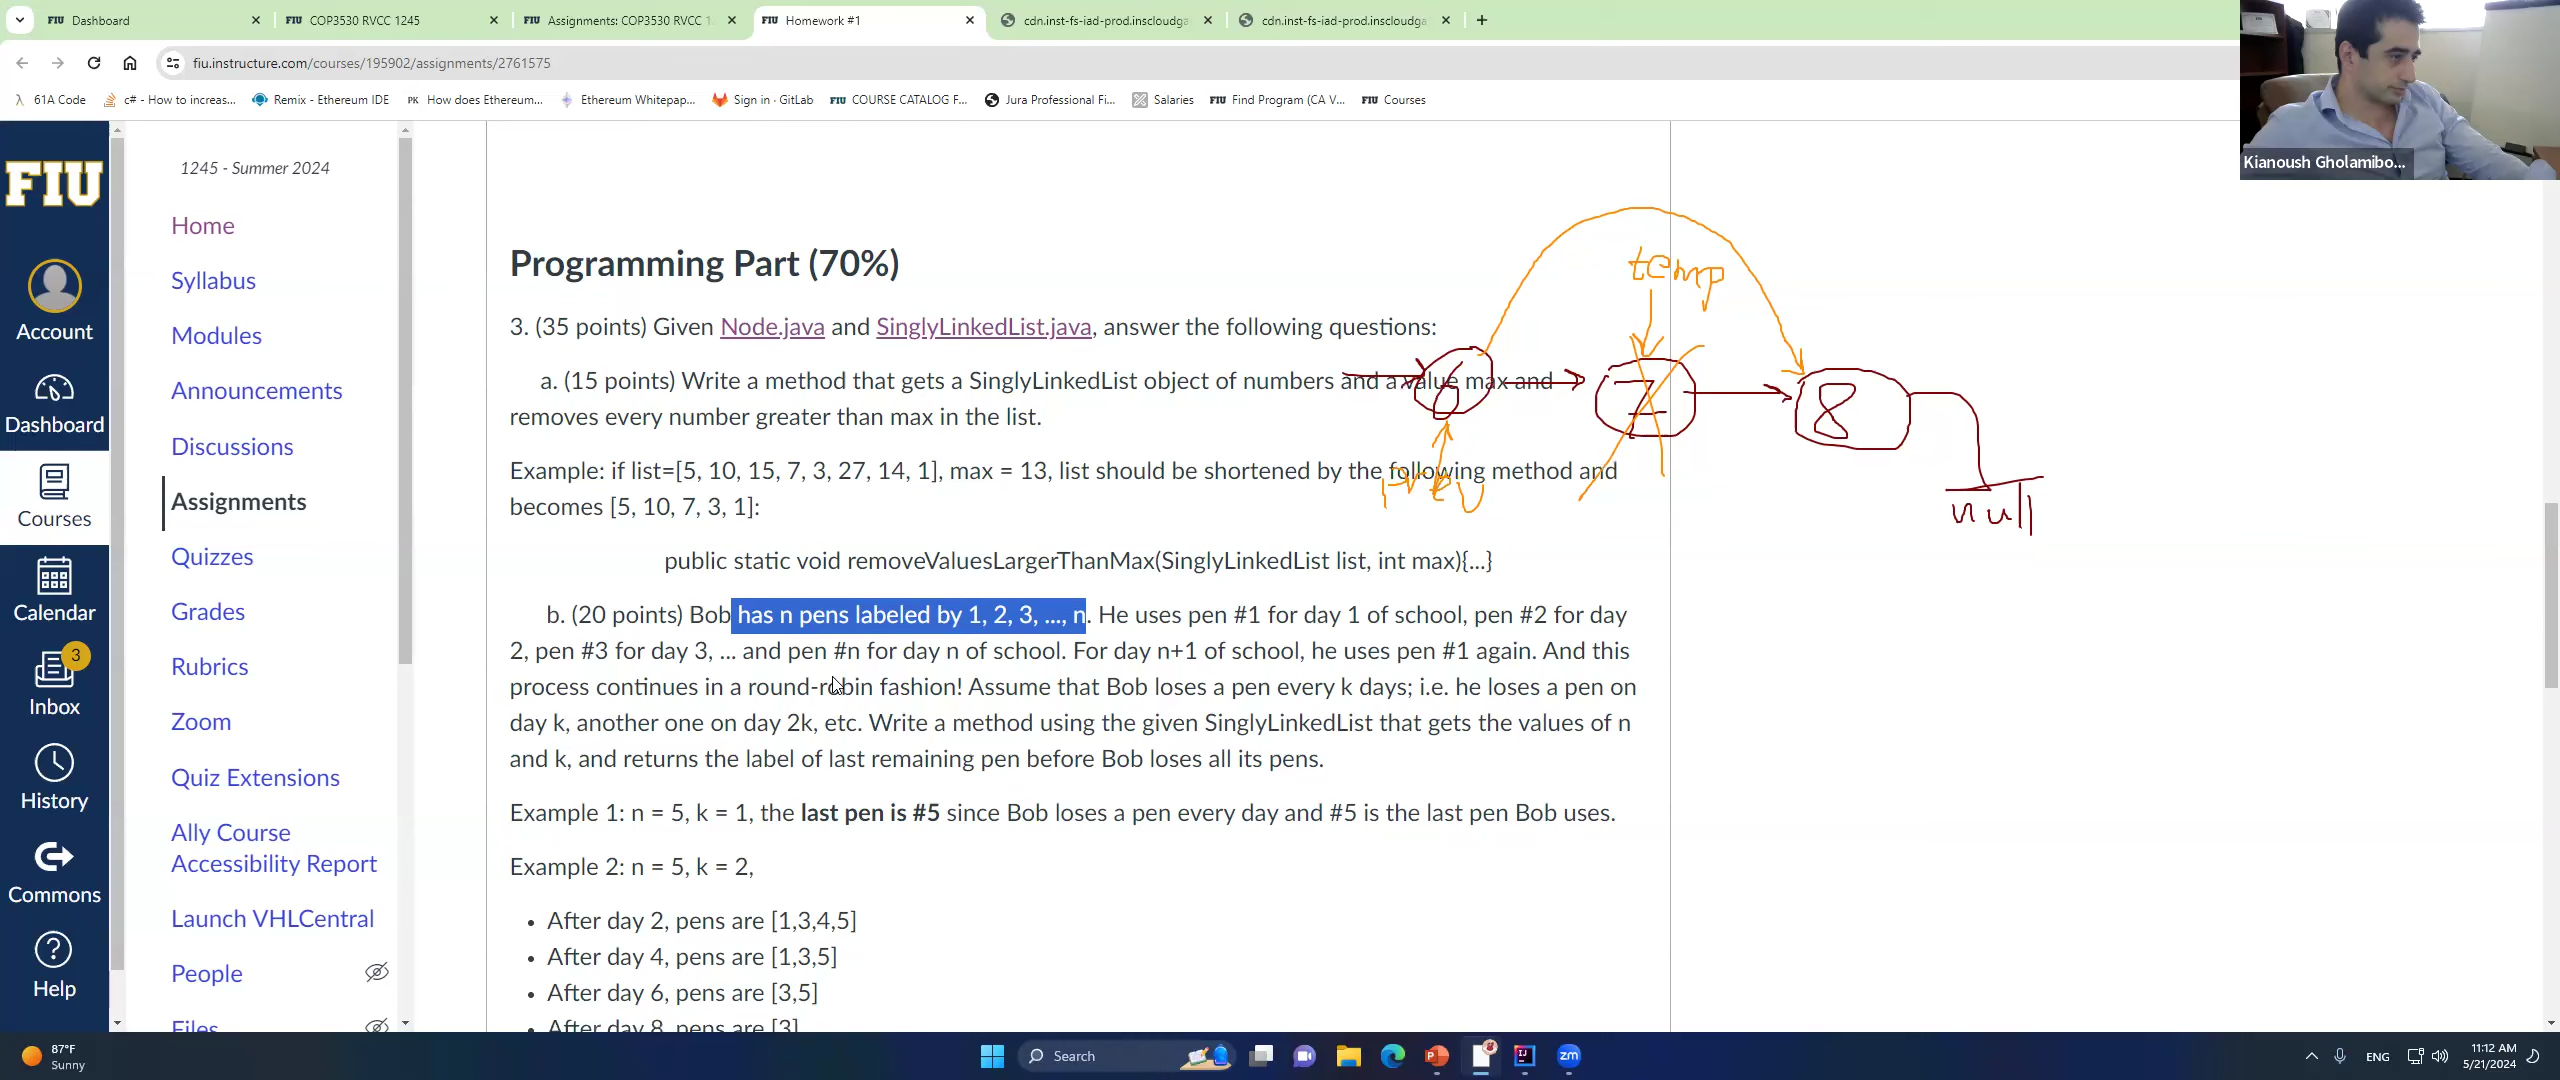 Dashboard
COP3530 RVCC 1245
Assignments: COP3530 RVCC 1
Homework #1
cdn.inst-fs-iad-prod.inscloudga
cdn.inst-fs-iad-prod.inscloudga
fiu.instructure.com/courses/195902/assignments/2761575
61A Code
c# - How to increas...
Remix - Ethereum IDE
PK How does Ethereum...
Ethereum Whitepap...
Sign in · GitLab
FIU COURSE CATALOG F...
Jura Professional Fi...
Salaries
FIU Find Program (CA V...
FIU Courses
Kianoush Gholamibo...
FIU
Account
Dashboard
Courses
Calendar
3
Inbox
History
Commons
Help
1245 - Summer 2024
Home
Syllabus
Modules
Announcements
Discussions
Assignments
Quizzes
Grades
Rubrics
Zoom
Quiz Extensions
Ally Course
Accessibility Report
Launch VHLCentral
People
Files
Programming Part (70%)
3. (35 points) Given Node.java and SinglyLinkedList.java, answer the following questions:
a. (15 points) Write a method that gets a SinglyLinkedList object of numbers and a value max and
removes every number greater than max in the list.
Example: if list=[5, 10, 15, 7, 3, 27, 14, 1], max = 13, list should be shortened by the following method and
becomes [5, 10, 7, 3, 1]:
public static void removeValuesLargerThanMax(SinglyLinkedList list, int max){...}
b. (20 points) Bob has n pens labeled by 1, 2, 3, ..., n. He uses pen #1 for day 1 of school, pen #2 for day
2, pen #3 for day 3, ... and pen #n for day n of school. For day n+1 of school, he uses pen #1 again. And this
process continues in a round-robin fashion! Assume that Bob loses a pen every k days; i.e. he loses a pen on
day k, another one on day 2k, etc. Write a method using the given SinglyLinkedList that gets the values of n
and k, and returns the label of last remaining pen before Bob loses all its pens.
Example 1: n = 5, k = 1, the last pen is #5 since Bob loses a pen every day and #5 is the last pen Bob uses.
Example 2: n = 5, k = 2,
After day 2, pens are [1,3,4,5]
After day 4, pens are [1,3,5]
After day 6, pens are [3,5]
After day 8, pens are [3]
temp
6
7
8
prev
null
87°F
Sunny
Search
zm
ENG
11:12 AM
5/21/2024